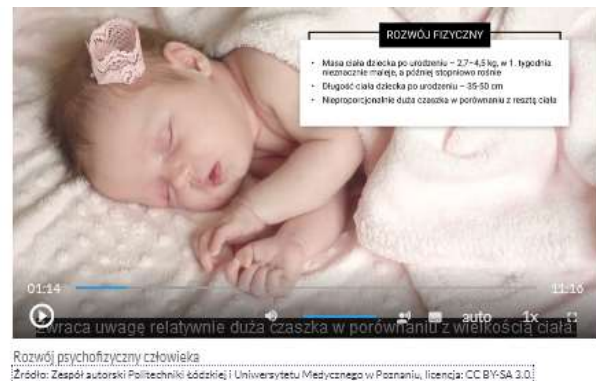 ROZWÓJ FIZYCZNY
• Masa ciała dziecka po urodzeniu – 2,7–4,5 kg, w 1. tygodnia
nieznacznie maleje, a później stopniowo rośnie
• Długość ciała dziecka po urodzeniu – 35-50 cm
• Nieproporcjonalnie duża czaszka w porównaniu z resztą ciała
01:14
11:16
auto
1x
Zwraca uwagę relatywnie duża czaszka w porównaniu z wielkością ciała.
Rozwój psychofizyczny człowieka
Źródło: Zespół autorski Politechniki Łódzkiej i Uniwersytetu Medycznego w Poznaniu, licencja: CC BY-SA 3.0.